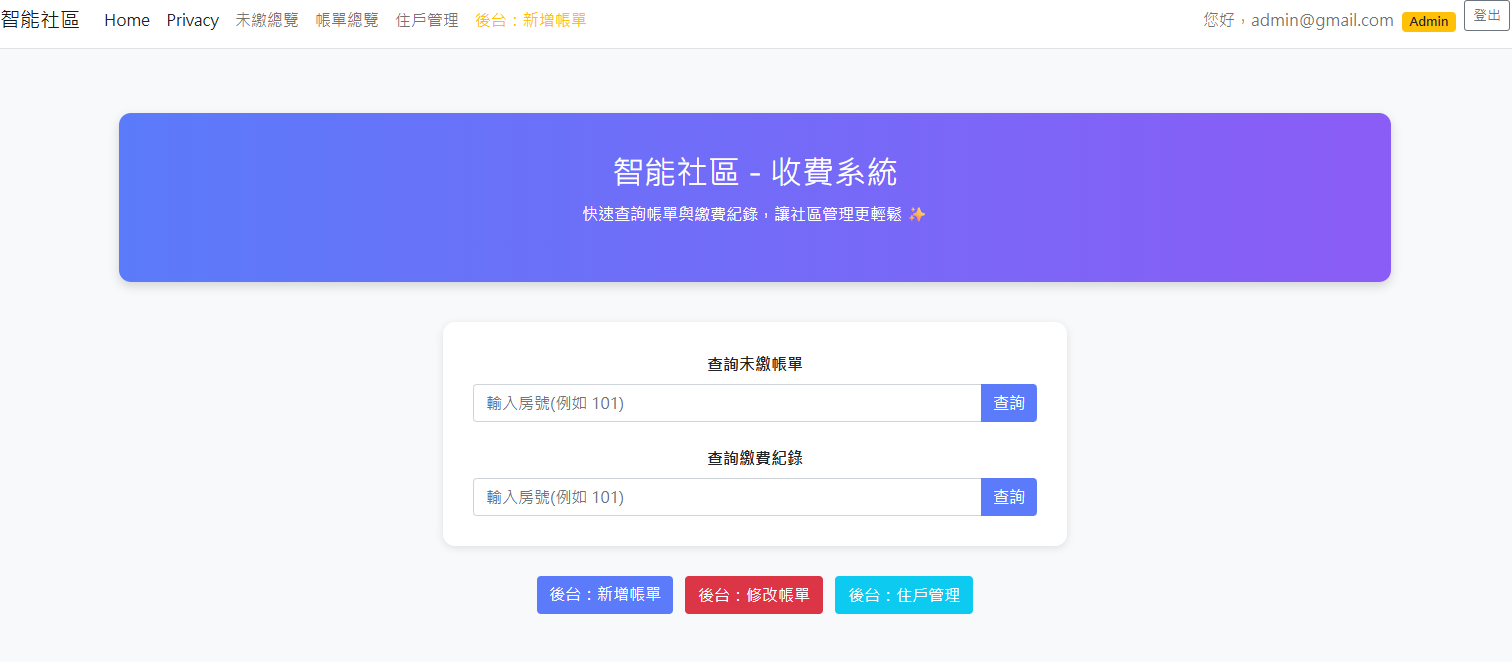 智能社區 Home Privacy 未繳總覽 帳單總覽 住戶管理 後台：新增帳單 您好，admin@gmail.com Admin 登出
智能社區 - 收費系統
快速查詢帳單與繳費紀錄，讓社區管理更輕鬆 ✨
查詢未繳帳單
輸入房號(例如 101) 查詢
查詢繳費紀錄
輸入房號(例如 101) 查詢
後台：新增帳單 後台：修改帳單 後台：住戶管理